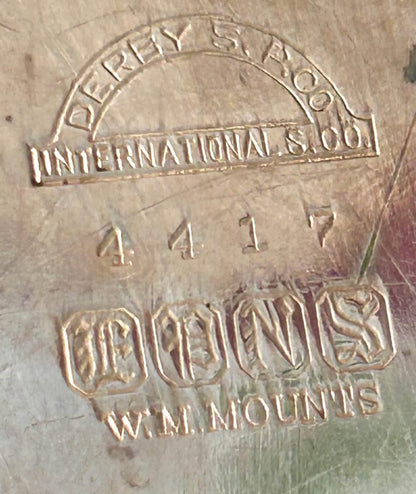 DERBY S.P.CO.
INTERNATIONAL.S.CO.
4417
E P N S
W.M. MOUNTS